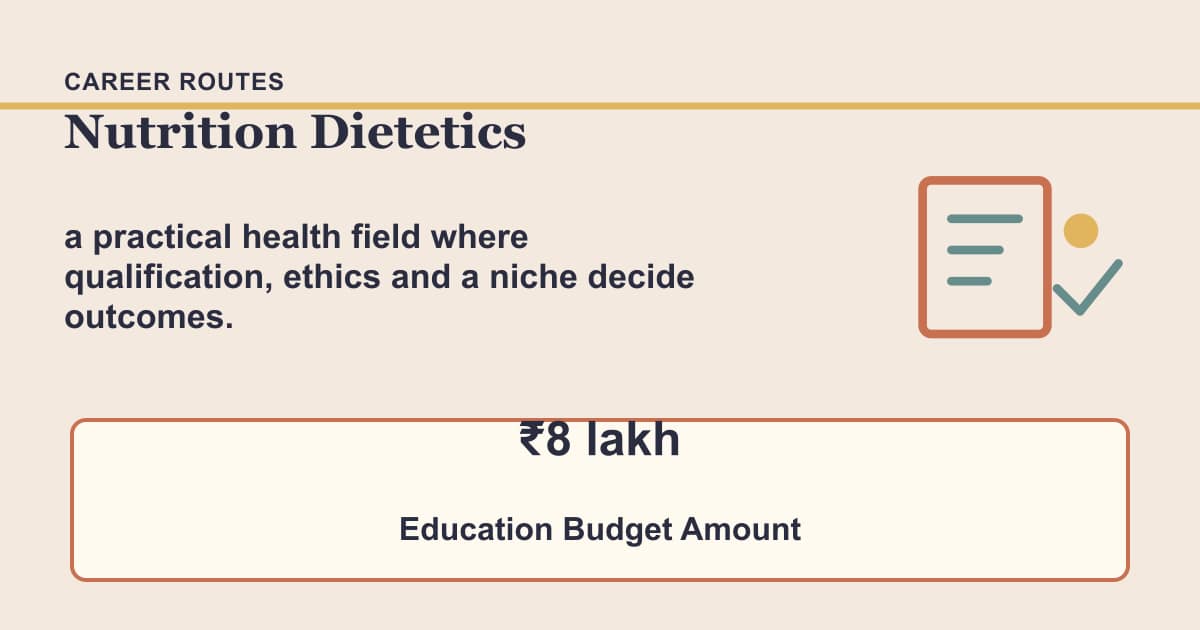 CAREER ROUTES
Nutrition Dietetics
a practical health field where
qualification, ethics and a niche decide
outcomes.
₹8 lakh
Education Budget Amount